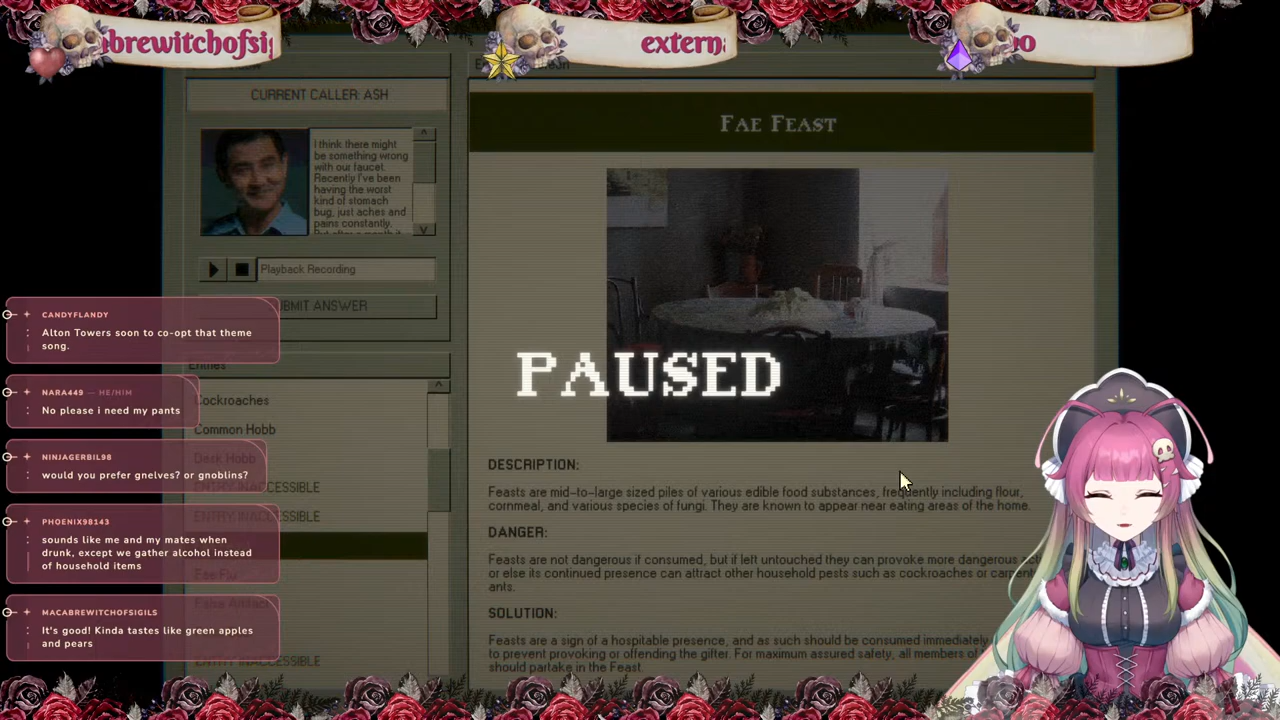 brewitchofsig
extern
CURRENT CALLER: ASH
FAE FEAST
I think there might
be something wrong
with our faucet.
Recently I've been
having the worst
kind of stomach
bug, just aches and
pains constantly.
Playback Recording
UBMIT ANSWER
Entries
Cockroaches
Common Hobb
Desk Hobb
ENTRY INACCESSIBLE
ENTRY INACCESSIBLE
ENTITY INACCESSIBLE
PAUSED
DESCRIPTION:
Feasts are mid-to-large sized piles of various edible food substances, frequently including flour,
cornmeal, and various species of fungi. They are known to appear near eating areas of the home.
DANGER:
Feasts are not dangerous if consumed, but if left untouched they can provoke more dangerous act
or else its continued presence can attract other household pests such as cockroaches or carpent
ants.
SOLUTION:
Feasts are a sign of a hospitable presence, and as such should be consumed immediately
to prevent provoking or offending the gifter. For maximum assured safety, all members of
should partake in the Feast.
CANDYFLANDY
Alton Towers soon to co-opt that theme
song.
NARA449 — HE/HIM
No please i need my pants
NINJAGERBIL98
would you prefer gnelves? or gnoblins?
PHOENIX98143
sounds like me and my mates when
drunk, except we gather alcohol instead
of household items
MACABREWITCHOFSIGILS
It's good! Kinda tastes like green apples
and pears